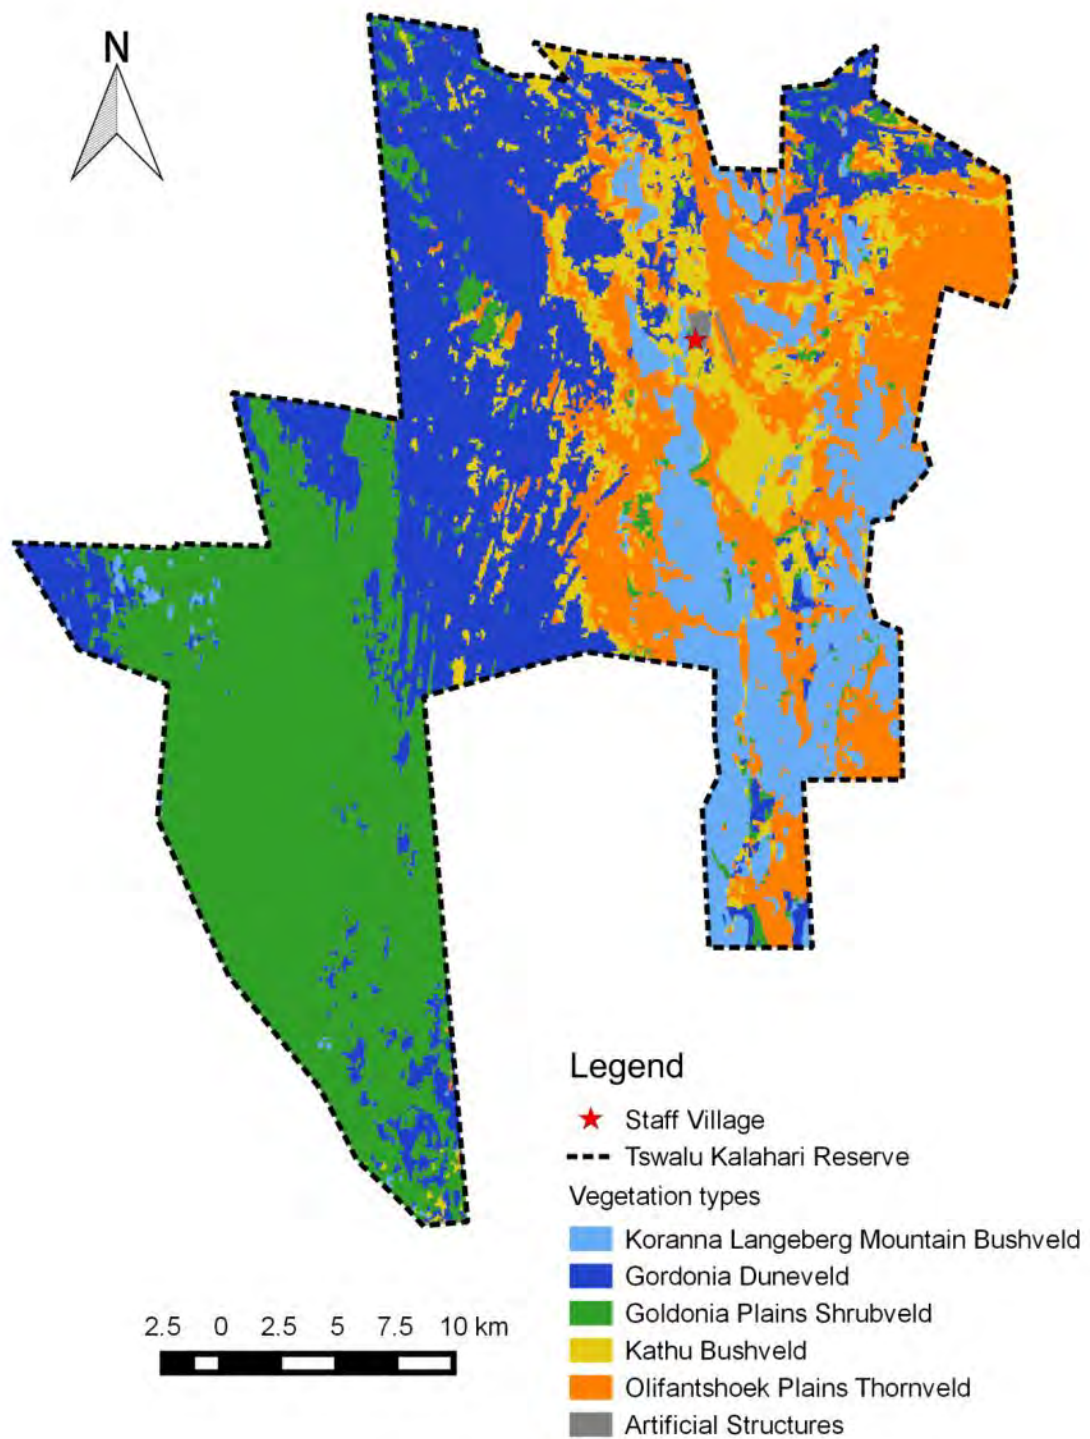 N
Legend
Staff Village
Tswalu Kalahari Reserve
Vegetation types
Koranna Langeberg Mountain Bushveld
Gordonia Duneveld
Goldonia Plains Shrubveld
Kathu Bushveld
Olifantshoek Plains Thornveld
Artificial Structures
2.5 0 2.5 5 7.5 10 km